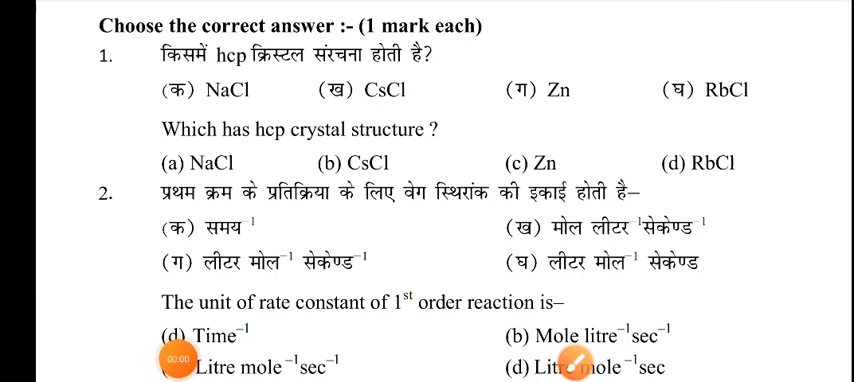 Choose the correct answer :- (1 mark each)
1. किसमें hcp क्रिस्टल संरचना होती है?
(क) NaCl (ख) CsCl (ग) Zn (घ) RbCl
Which has hcp crystal structure ?
(a) NaCl (b) CsCl (c) Zn (d) RbCl
2. प्रथम क्रम के प्रतिक्रिया के लिए वेग स्थिरांक की इकाई होती है–
(क) समय⁻¹ (ख) मोल लीटर⁻¹सेकेण्ड⁻¹
(ग) लीटर मोल⁻¹ सेकेण्ड⁻¹ (घ) लीटर मोल⁻¹ सेकेण्ड
The unit of rate constant of 1ˢᵗ order reaction is–
(d) Time⁻¹ (b) Mole litre⁻¹sec⁻¹
00:00 Litre mole⁻¹sec⁻¹ (d) mole⁻¹sec